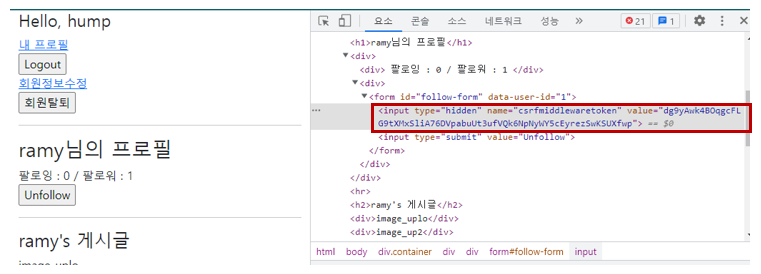 Hello, hump
내 프로필
Logout
회원정보수정
회원탈퇴
ramy님의 프로필
팔로잉 : 0 / 팔로워 : 1
Unfollow
ramy's 게시글
요소 콘솔 소스 네트워크 성능 » 21 1
<h1>ramy님의 프로필</h1>
<div>
<div> 팔로잉 : 0 / 팔로워 : 1 </div>
<div>
<form id="follow-form" data-user-id="1">
<input type="hidden" name="csrfmiddlewaretoken" value="dg9yAwk4BOqgcFL
G9tXMxSliA76DVpabuUt3ufVQk6NpNyWY5cEyrezSwKSUXfwp"> == $0
<input type="submit" value="Unfollow">
</form>
</div>
</div>
<hr>
<h2>ramy's 게시글</h2>
<div>image_uplo</div>
<div>image_up2</div>
html body div.container div div form#follow-form input